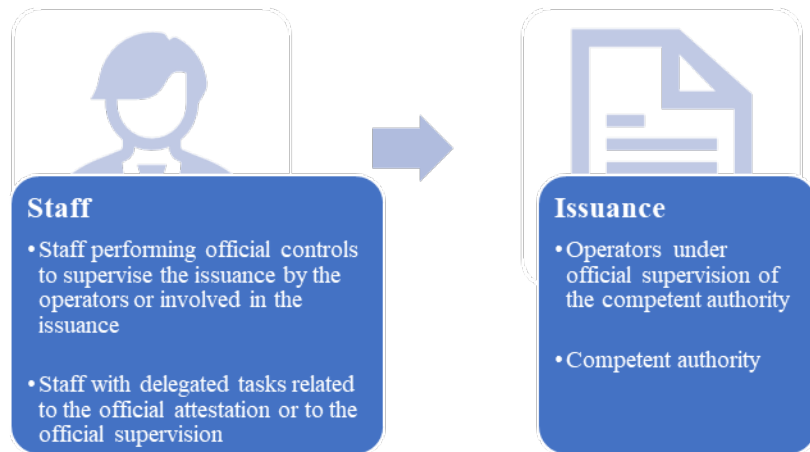 Staff
•Staff performing official controls
to supervise the issuance by the
operators or involved in the
issuance
•Staff with delegated tasks related
to the official attestation or to the
official supervision
Issuance
•Operators under
official supervision of
the competent authority
•Competent authority